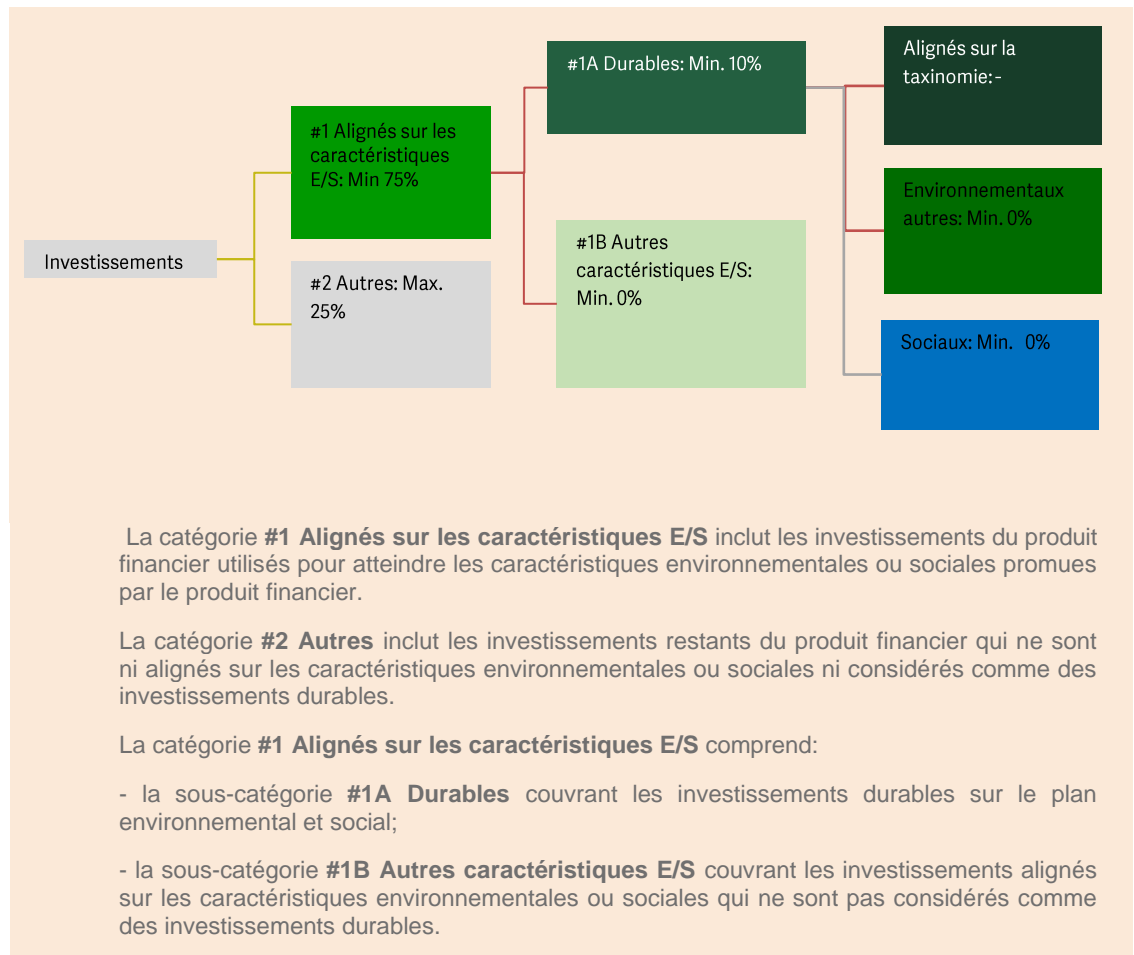 Investissements
#1 Alignés sur les
caractéristiques
E/S: Min 75%
#2 Autres: Max.
25%
#1A Durables: Min. 10%
#1B Autres
caractéristiques E/S:
Min. 0%
Alignés sur la
taxinomie:-
Environnementaux
autres: Min. 0%
Sociaux: Min. 0%
La catégorie #1 Alignés sur les caractéristiques E/S inclut les investissements du produit
financier utilisés pour atteindre les caractéristiques environnementales ou sociales promues
par le produit financier.
La catégorie #2 Autres inclut les investissements restants du produit financier qui ne sont
ni alignés sur les caractéristiques environnementales ou sociales ni considérés comme des
investissements durables.
La catégorie #1 Alignés sur les caractéristiques E/S comprend:
- la sous-catégorie #1A Durables couvrant les investissements durables sur le plan
environnemental et social;
- la sous-catégorie #1B Autres caractéristiques E/S couvrant les investissements alignés
sur les caractéristiques environnementales ou sociales qui ne sont pas considérés comme
des investissements durables.